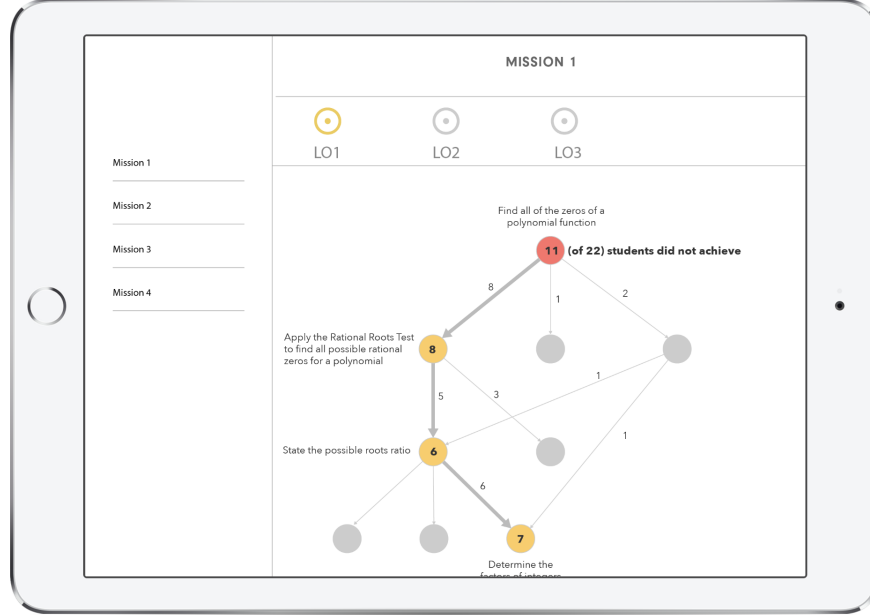 MISSION 1
LO1
LO2
LO3
Mission 1
Mission 2
Mission 3
Mission 4
Find all of the zeros of a
polynomial function
11 (of 22) students did not achieve
8
1
2
Apply the Rational Roots Test
to find all possible rational
zeros for a polynomial
8
1
5
3
1
State the possible roots ratio
6
6
7
Determine the
factors of integers